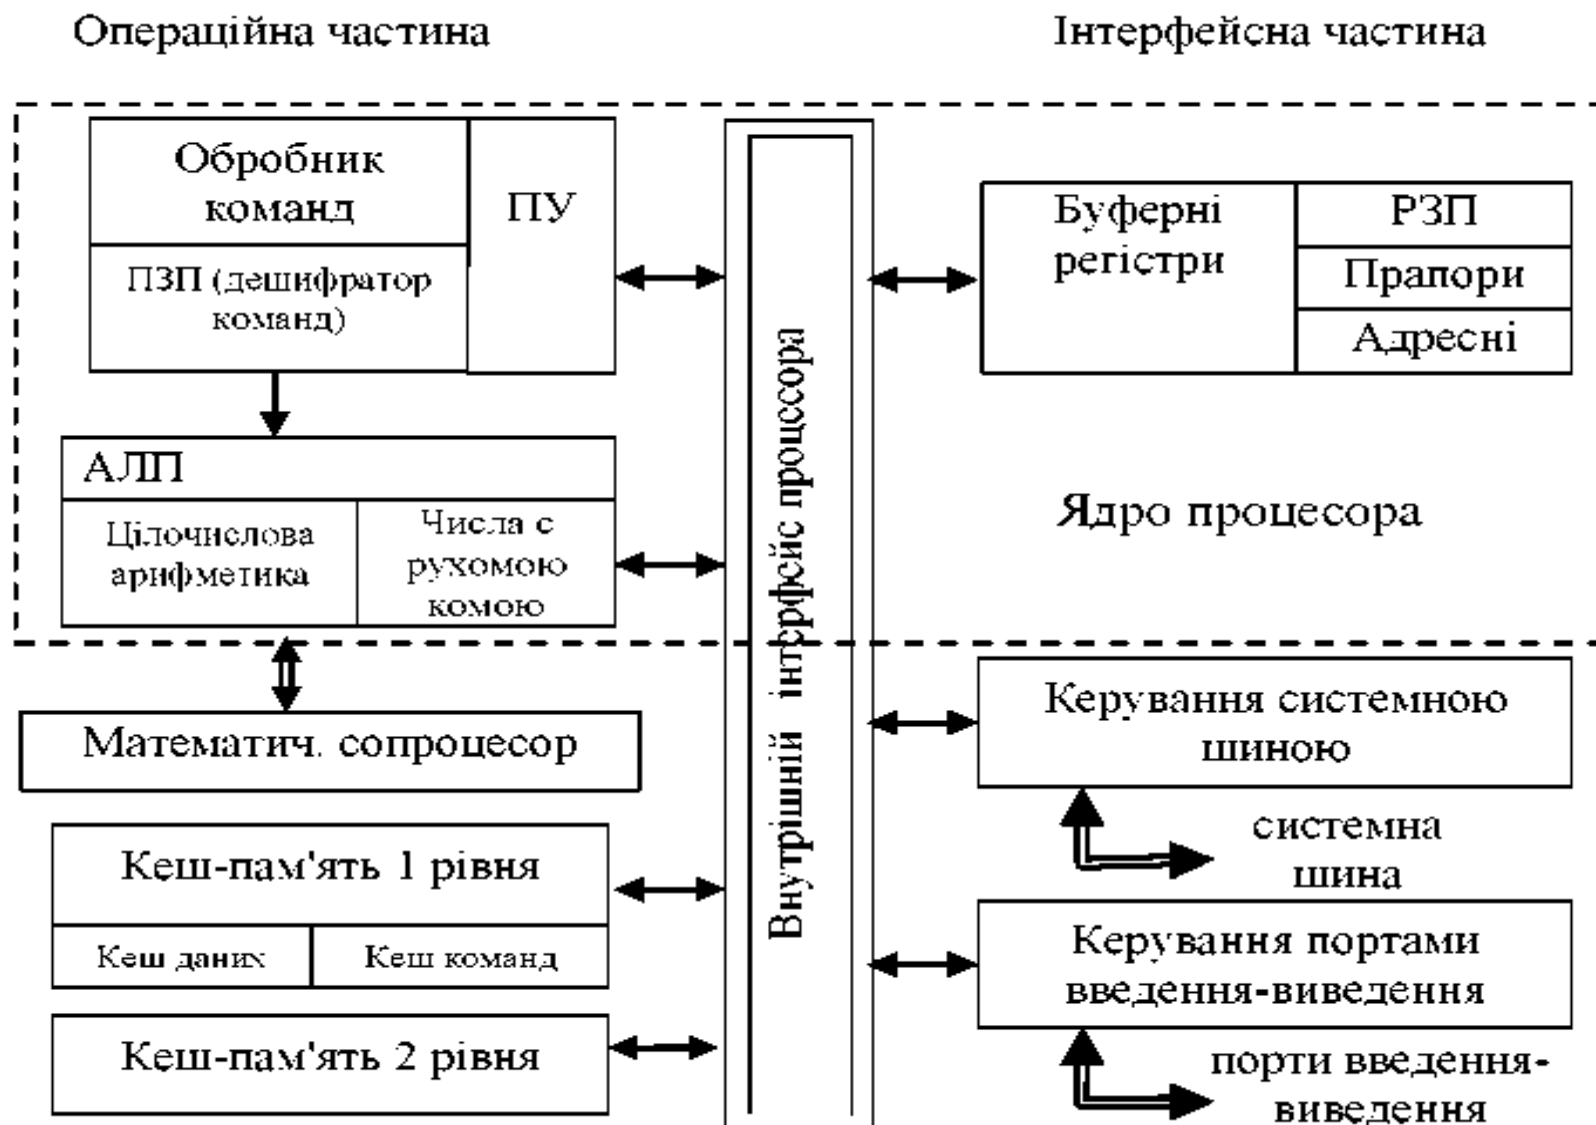 Операційна частина
Інтерфейсна частина
Обробник
команд
ПУ
ПЗП (дешифратор
команд)
Буферні
регістри
РЗП
Прапори
Адресні
АЛП
Цілочислова
арифметика
Числа с
рухомою
комою
Ядро процесора
Внутрішній інтерфейс процссора
Математич. сопроцесор
Керування системною
шиною
системна
шина
Кеш-пам'ять 1 рівня
Кеш даних
Кеш команд
Керування портами
введення-виведення
Кеш-пам'ять 2 рівня
порти введення-
виведення